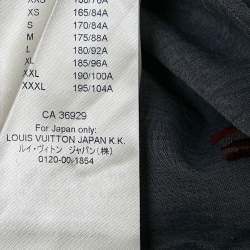 XS 165/84A
S 170/84A
M 175/88A
L 180/92A
XL 185/96A
XXL 190/100A
XXXL 195/104A
CA 36929
For Japan only:
LOUIS VUITTON JAPAN K.K.
ルイ・ヴィトン ジャパン(株)
0120-00-1854